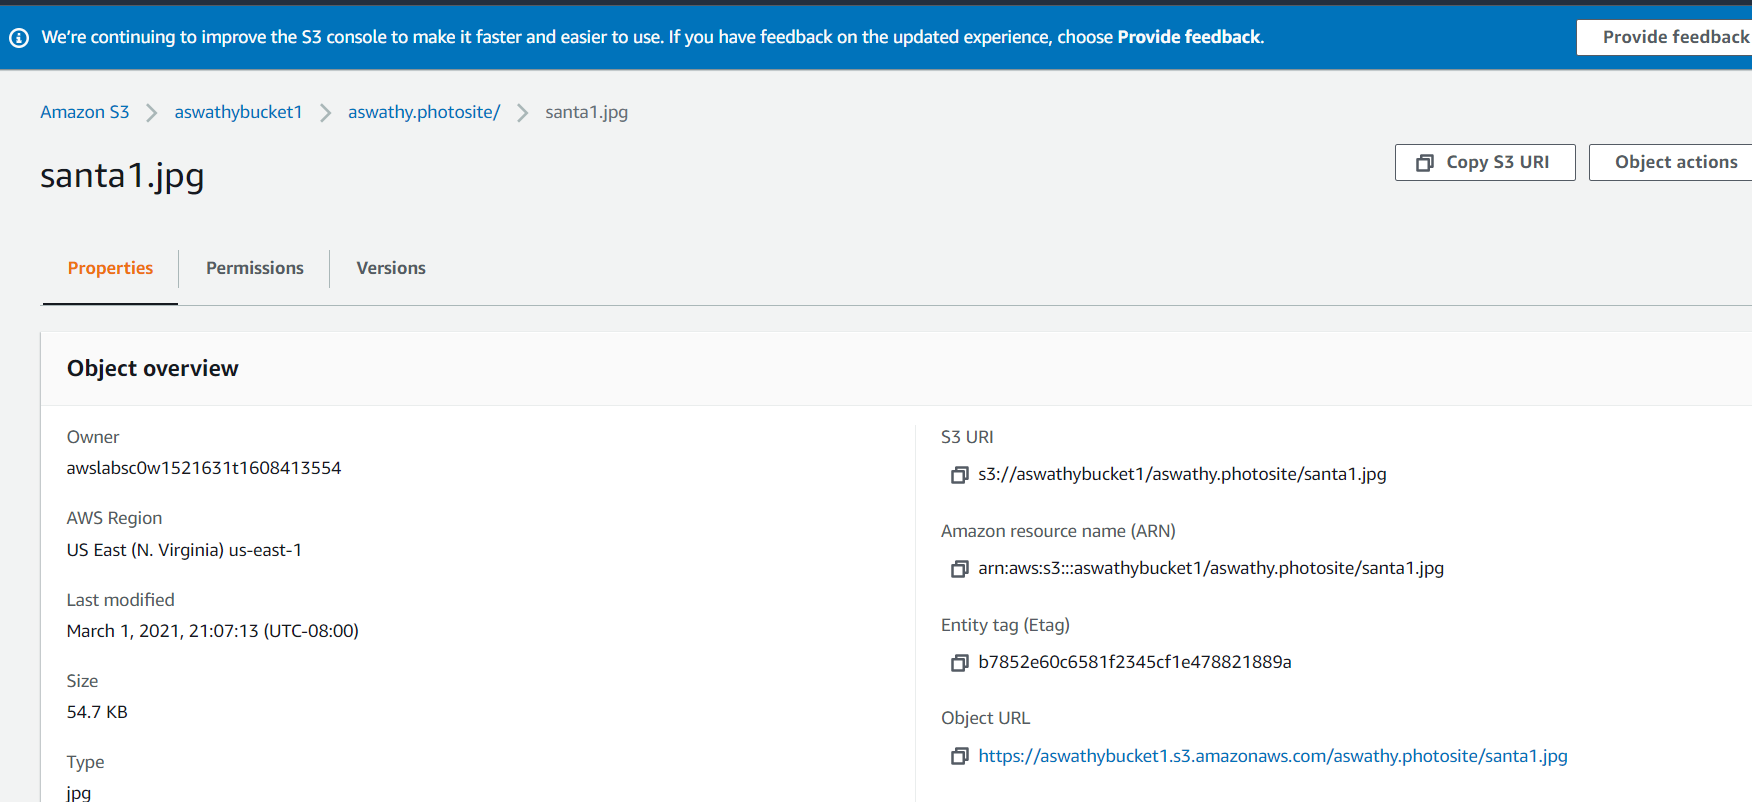 We're continuing to improve the S3 console to make it faster and easier to use. If you have feedback on the updated experience, choose Provide feedback.
Provide feedback
Amazon S3 > aswathybucket1 > aswathy.photosite/ > santa1.jpg
santa1.jpg
Copy S3 URI
Object actions
Properties
Permissions
Versions
Object overview
Owner
awslabsc0w1521631t1608413554
AWS Region
US East (N. Virginia) us-east-1
Last modified
March 1, 2021, 21:07:13 (UTC-08:00)
Size
54.7 KB
Type
jpg
S3 URI
s3://aswathybucket1/aswathy.photosite/santa1.jpg
Amazon resource name (ARN)
arn:aws:s3:::aswathybucket1/aswathy.photosite/santa1.jpg
Entity tag (Etag)
b7852e60c6581f2345cf1e478821889a
Object URL
https://aswathybucket1.s3.amazonaws.com/aswathy.photosite/santa1.jpg